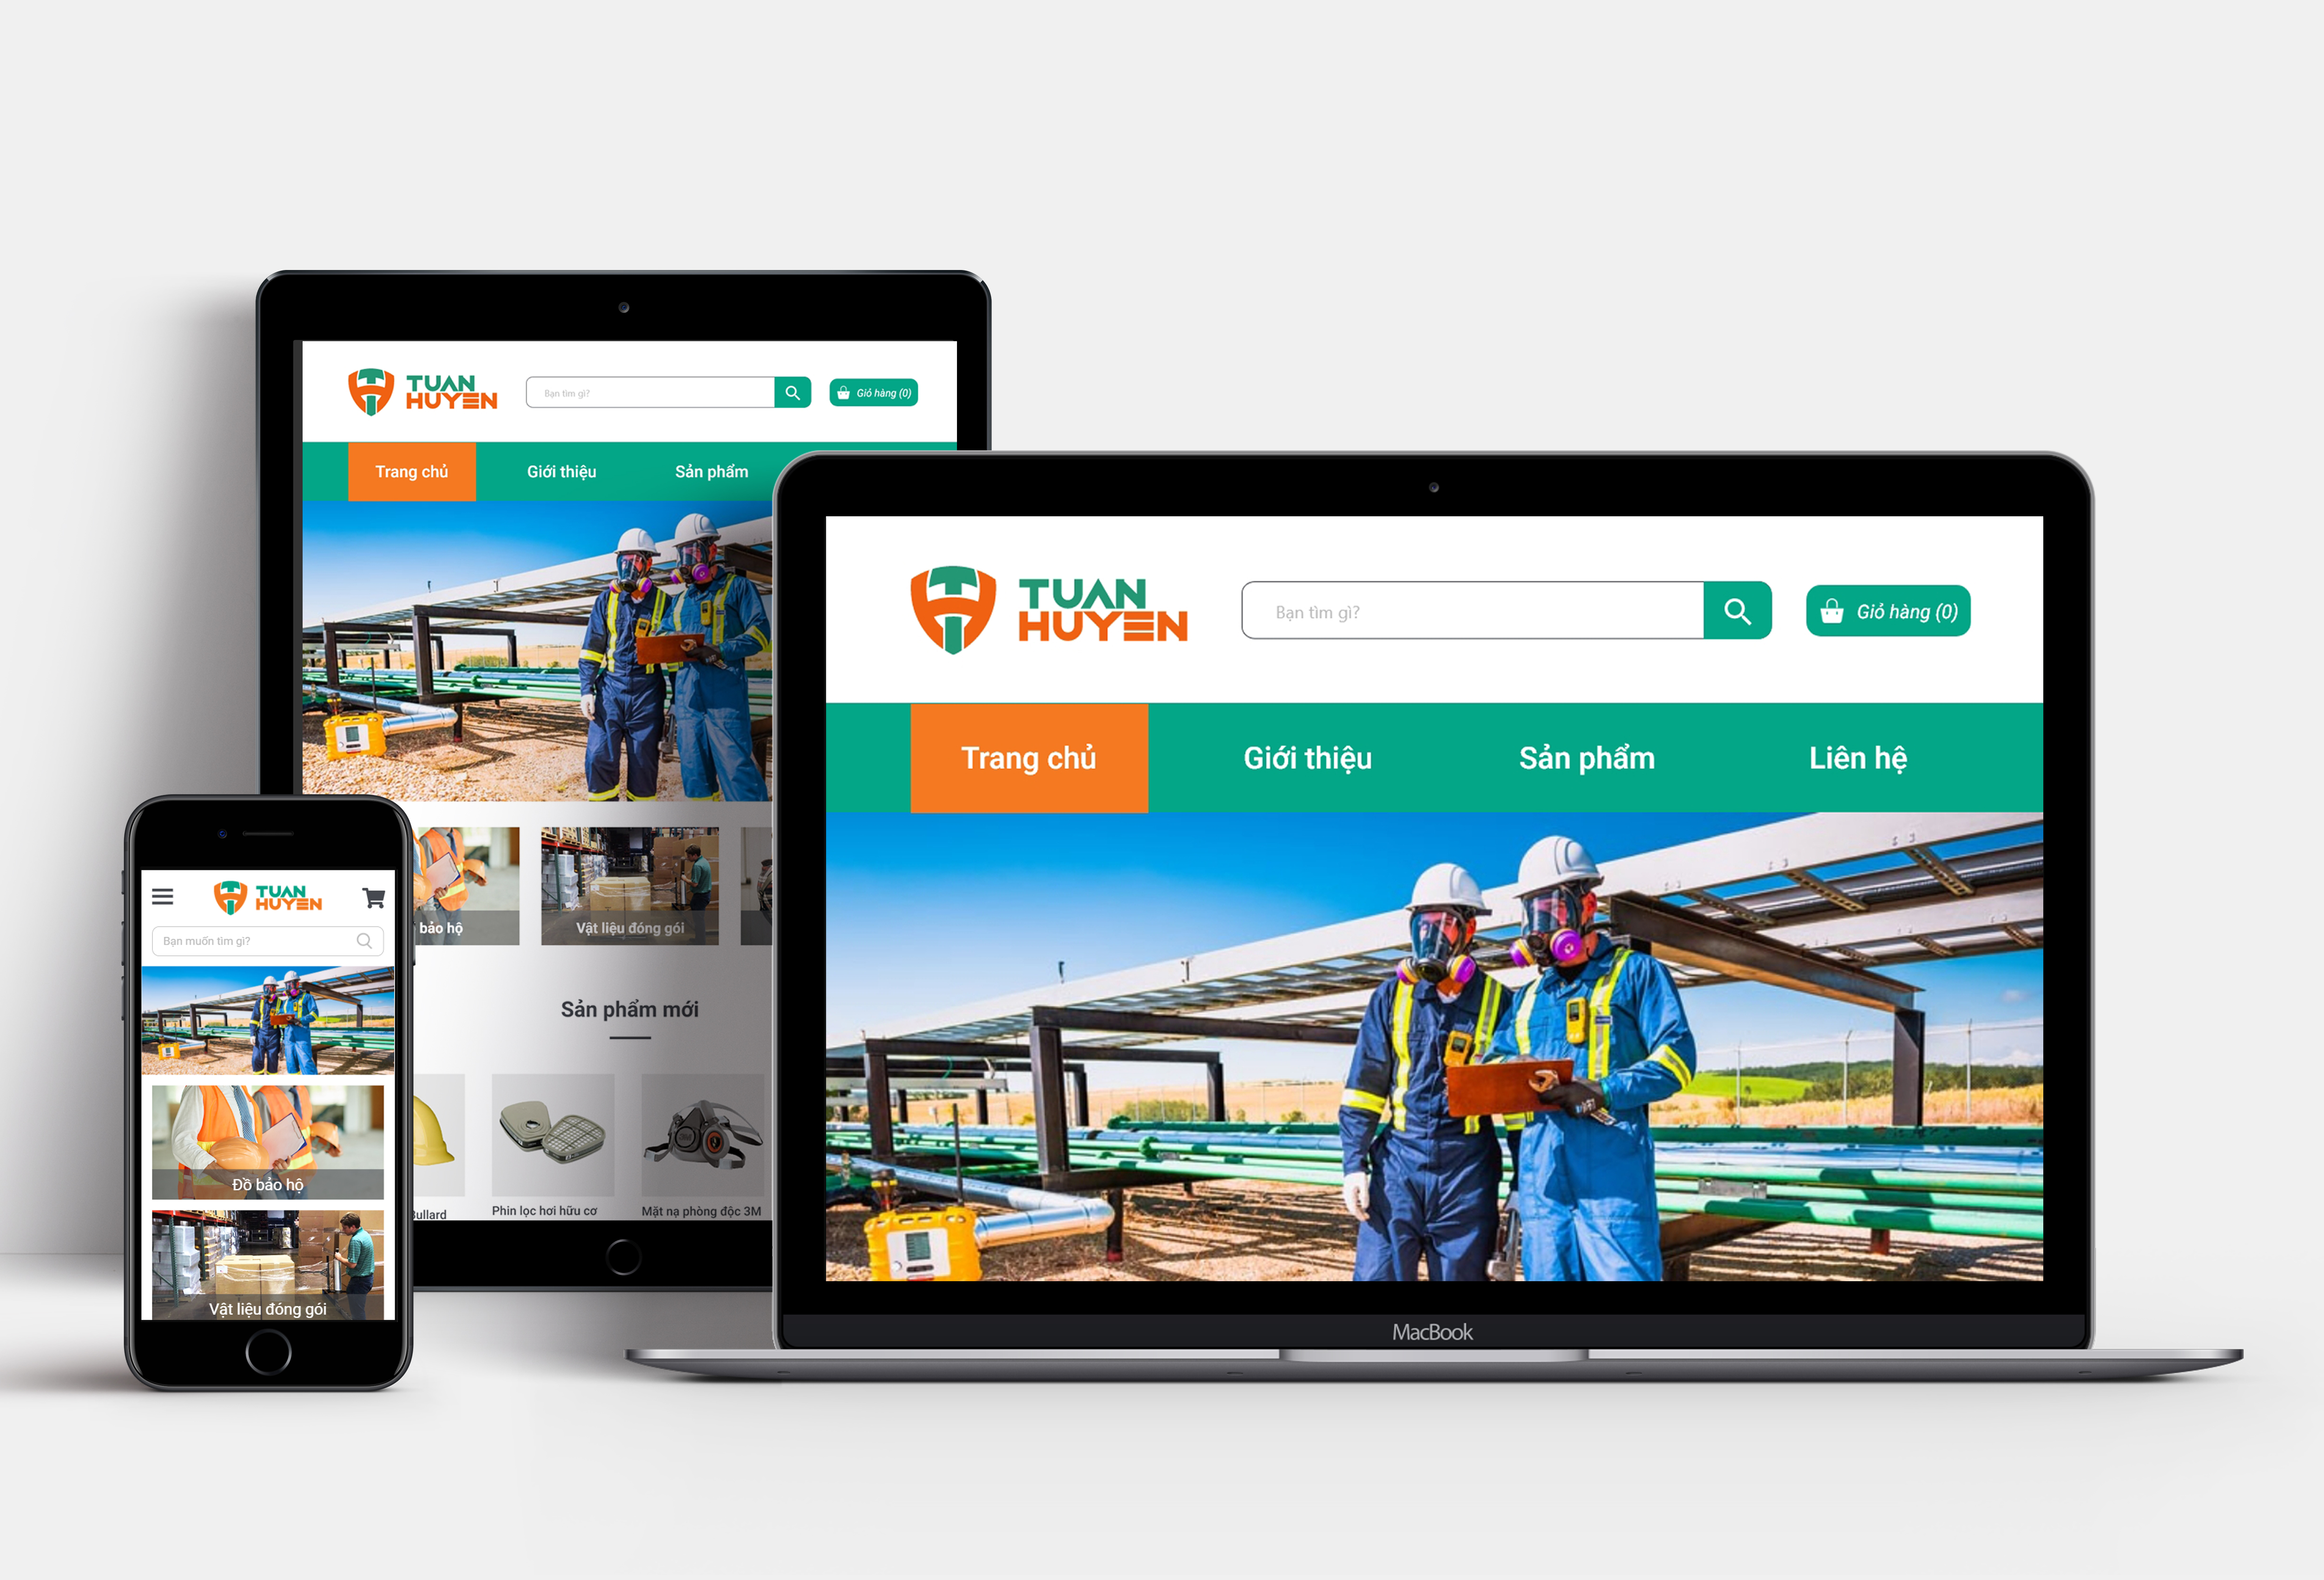 TUAN
HUYEN
Bạn tìm gì?
Giỏ hàng (0)
Trang chủ
Giới thiệu
Sản phẩm
bảo hộ
Vật liệu đóng gói
Sản phẩm mới
Bullard
Phin lọc hơi hữu cơ
Mặt nạ phòng độc 3M
TUAN
HUYEN
Bạn tìm gì?
Giỏ hàng (0)
Trang chủ
Giới thiệu
Sản phẩm
Liên hệ
MacBook
TUAN
HUYEN
Bạn muốn tìm gì?
Đồ bảo hộ
Vật liệu đóng gói